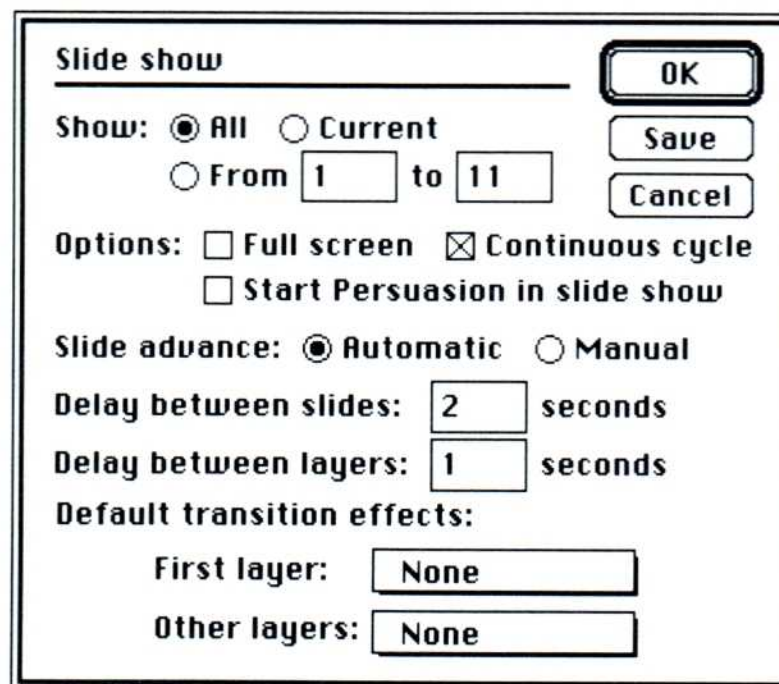 Slide show
OK
Show: All Current
Save
From 1 to 11
Cancel
Options: Full screen Continuous cycle
Start Persuasion in slide show
Slide advance: Automatic Manual
Delay between slides: 2 seconds
Delay between layers: 1 seconds
Default transition effects:
First layer: None
Other layers: None